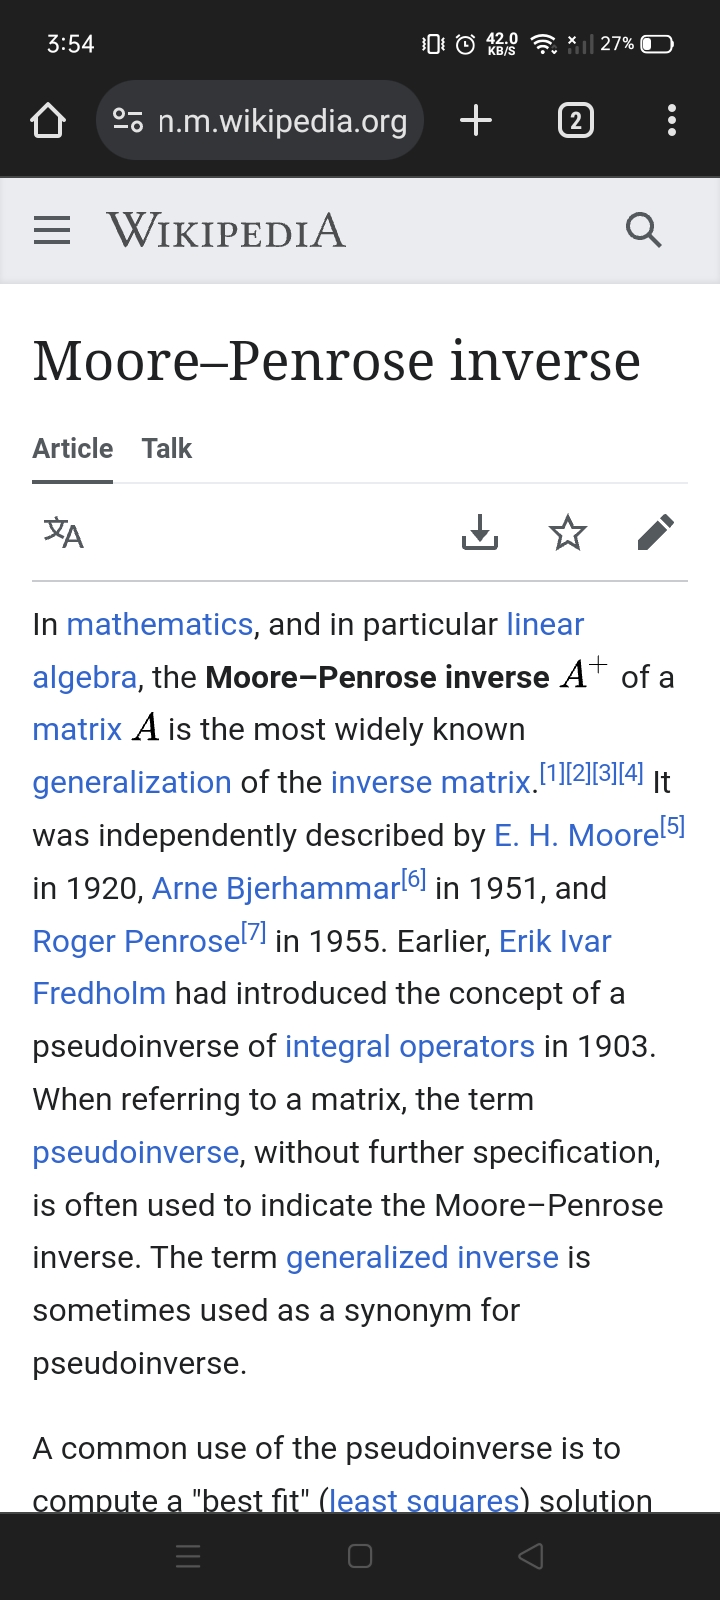 3:54
42.0
KB/S
27%
n.m.wikipedia.org
2
WIKIPEDIA
Moore–Penrose inverse
Article Talk
文A
In mathematics, and in particular linear
algebra, the Moore–Penrose inverse A⁺ of a
matrix A is the most widely known
generalization of the inverse matrix.[1][2][3][4] It
was independently described by E. H. Moore[5]
in 1920, Arne Bjerhammar[6] in 1951, and
Roger Penrose[7] in 1955. Earlier, Erik Ivar
Fredholm had introduced the concept of a
pseudoinverse of integral operators in 1903.
When referring to a matrix, the term
pseudoinverse, without further specification,
is often used to indicate the Moore–Penrose
inverse. The term generalized inverse is
sometimes used as a synonym for
pseudoinverse.
A common use of the pseudoinverse is to
compute a "best fit" (least squares) solution